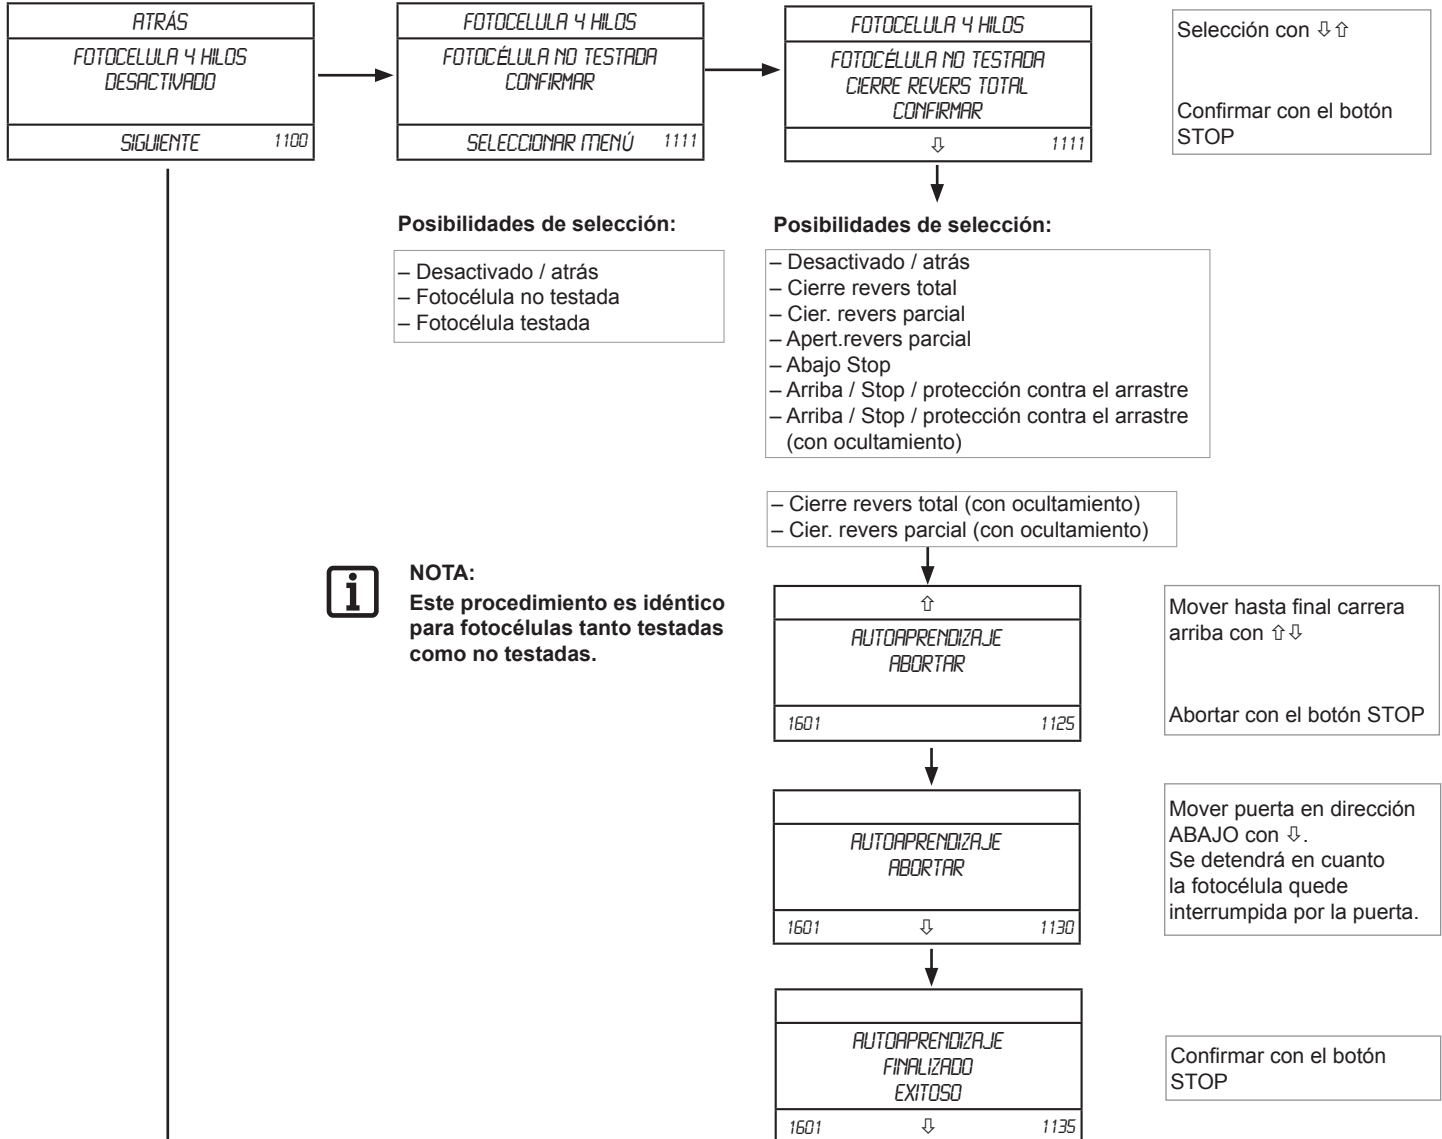 ATRÁS
FOTOCELULA 4 HILOS
DESACTIVADO
SIGUIENTE 1100
FOTOCELULA 4 HILOS
FOTOCÉLULA NO TESTADA
CONFIRMAR
SELECCIONAR MENÚ 1111
FOTOCELULA 4 HILOS
FOTOCÉLULA NO TESTADA
CIERRE REVERS TOTAL
CONFIRMAR
⇩ 1111
Selección con ⇩⇧
Confirmar con el botón
STOP
Posibilidades de selección:
– Desactivado / atrás
– Fotocélula no testada
– Fotocélula testada
Posibilidades de selección:
– Desactivado / atrás
– Cierre revers total
– Cier. revers parcial
– Apert.revers parcial
– Abajo Stop
– Arriba / Stop / protección contra el arrastre
– Arriba / Stop / protección contra el arrastre
(con ocultamiento)
– Cierre revers total (con ocultamiento)
– Cier. revers parcial (con ocultamiento)
NOTA:
Este procedimiento es idéntico
para fotocélulas tanto testadas
como no testadas.
⇧
AUTOAPRENDIZAJE
ABORTAR
1601 1125
Mover hasta final carrera
arriba con ⇧⇩
Abortar con el botón STOP
AUTOAPRENDIZAJE
ABORTAR
1601 ⇩ 1130
Mover puerta en dirección
ABAJO con ⇩.
Se detendrá en cuanto
la fotocélula quede
interrumpida por la puerta.
AUTOAPRENDIZAJE
FINALIZADO
EXITOSO
1601 ⇩ 1135
Confirmar con el botón
STOP